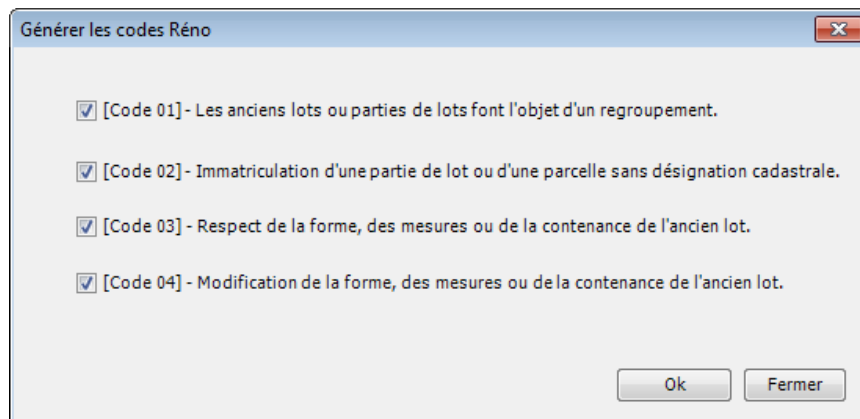 Générer les codes Réno
[Code 01] - Les anciens lots ou parties de lots font l'objet d'un regroupement.
[Code 02] - Immatriculation d'une partie de lot ou d'une parcelle sans désignation cadastrale.
[Code 03] - Respect de la forme, des mesures ou de la contenance de l'ancien lot.
[Code 04] - Modification de la forme, des mesures ou de la contenance de l'ancien lot.
Ok Fermer